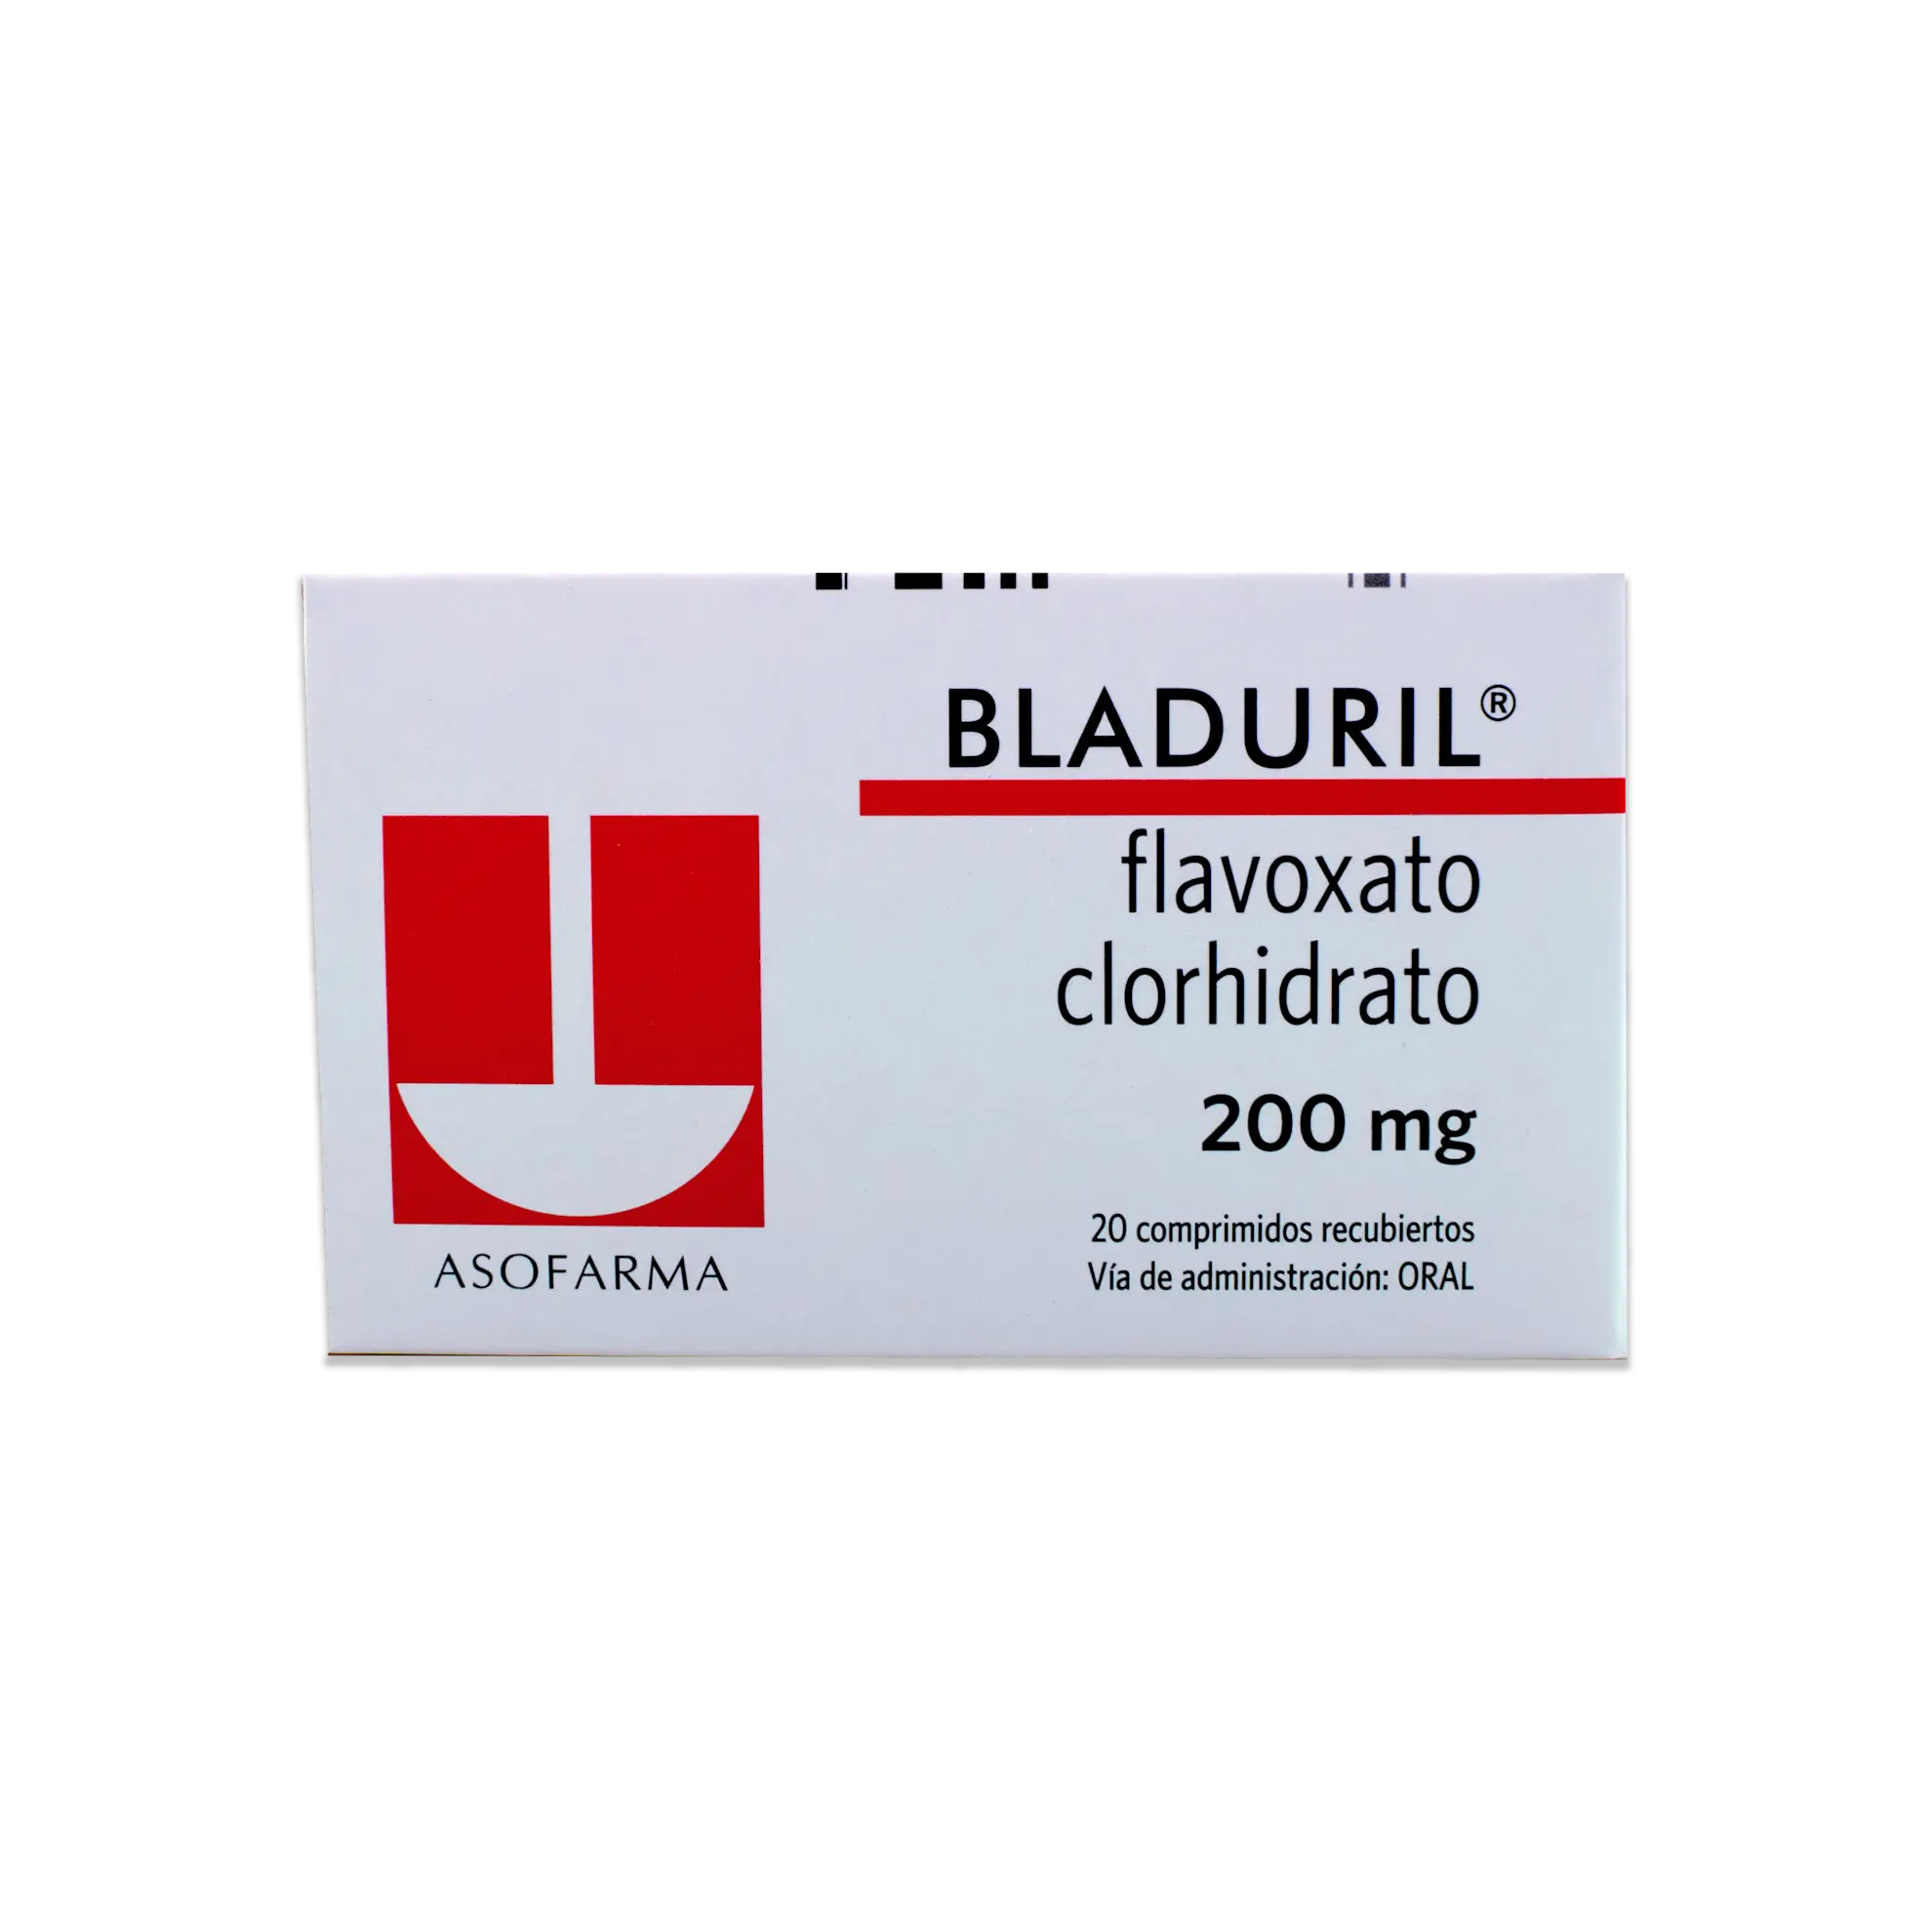 BLADURIL®
flavoxato
clorhidrato
200 mg
20 comprimidos recubiertos
Vía de administración: ORAL
ASOFARMA